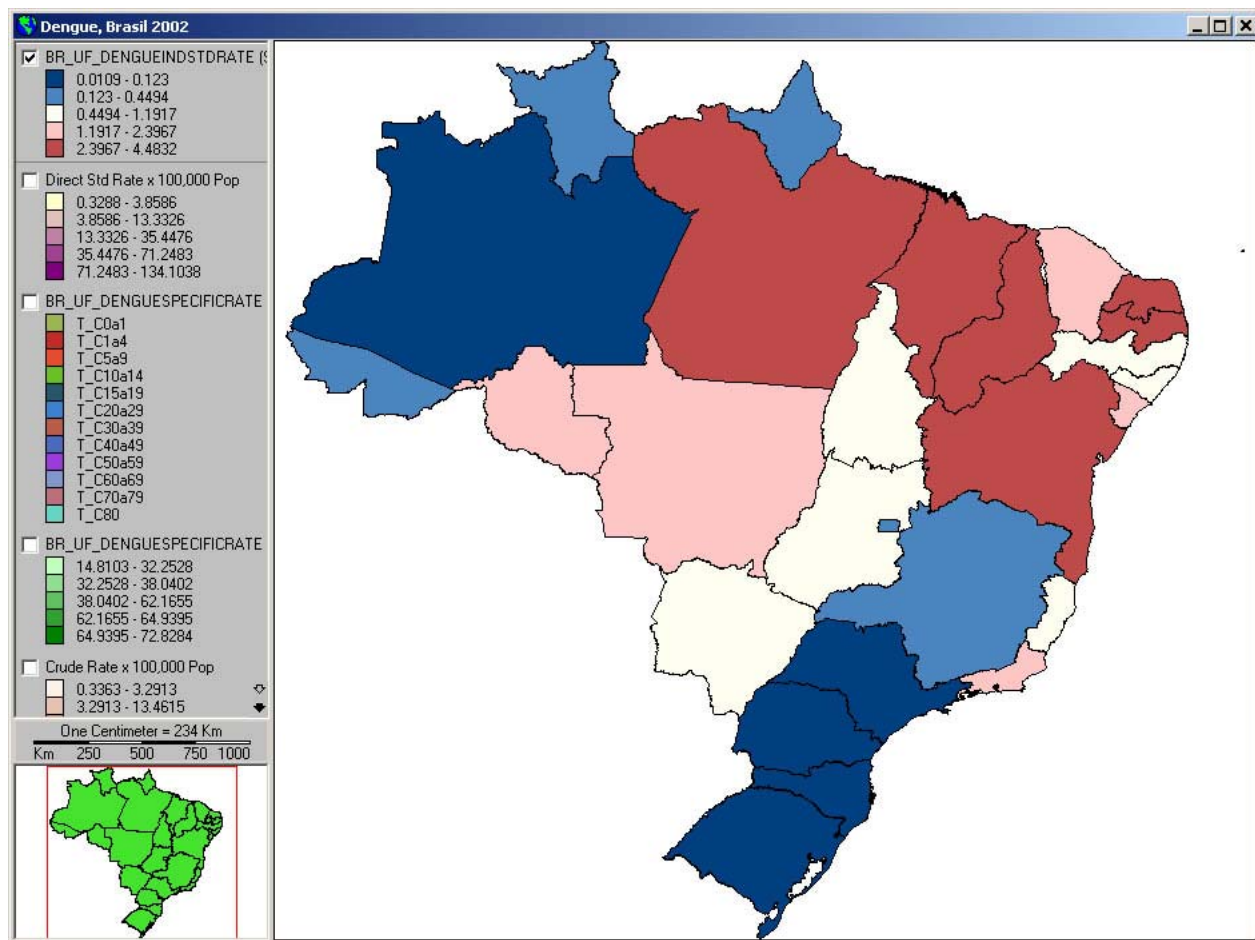 Dengue, Brasil 2002
BR_UF_DENGUEINDSTDRATE (S
0.0109 - 0.123
0.123 - 0.4494
0.4494 - 1.1917
1.1917 - 2.3967
2.3967 - 4.4832
Direct Std Rate x 100,000 Pop
0.3288 - 3.8586
3.8586 - 13.3326
13.3326 - 35.4476
35.4476 - 71.2483
71.2483 - 134.1038
BR_UF_DENGUESPECIFICRATE
T_C0a1
T_C1a4
T_C5a9
T_C10a14
T_C15a19
T_C20a29
T_C30a39
T_C40a49
T_C50a59
T_C60a69
T_C70a79
T_C80
BR_UF_DENGUESPECIFICRATE
14.8103 - 32.2528
32.2528 - 38.0402
38.0402 - 62.1655
62.1655 - 64.9395
64.9395 - 72.8284
Crude Rate x 100,000 Pop
0.3363 - 3.2913
3.2913 - 13.4615
One Centimeter = 234 Km
Km 250 500 750 1000